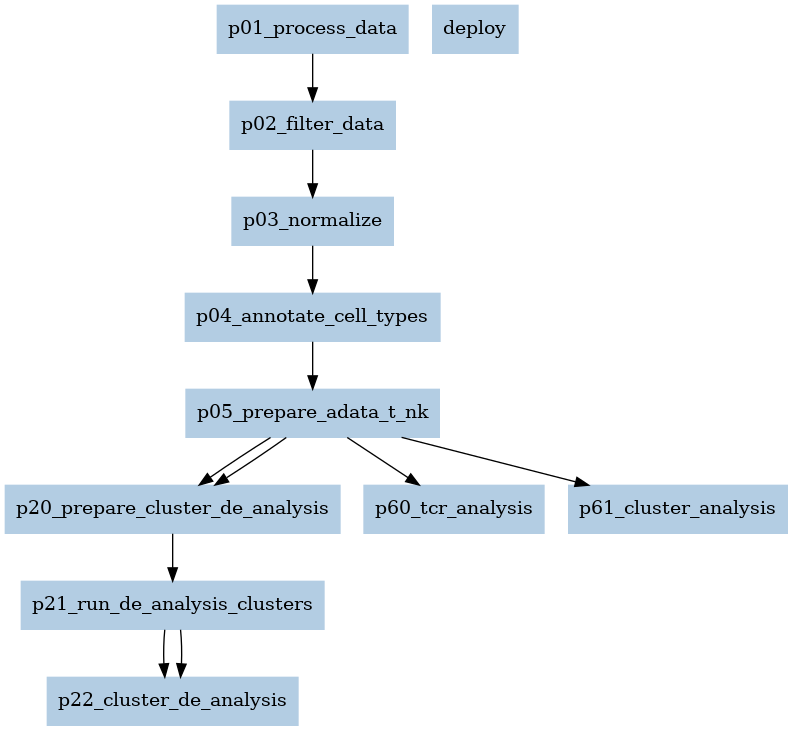 p01_process_data
deploy
p02_filter_data
p03_normalize
p04_annotate_cell_types
p05_prepare_adata_t_nk
p20_prepare_cluster_de_analysis
p60_tcr_analysis
p61_cluster_analysis
p21_run_de_analysis_clusters
p22_cluster_de_analysis